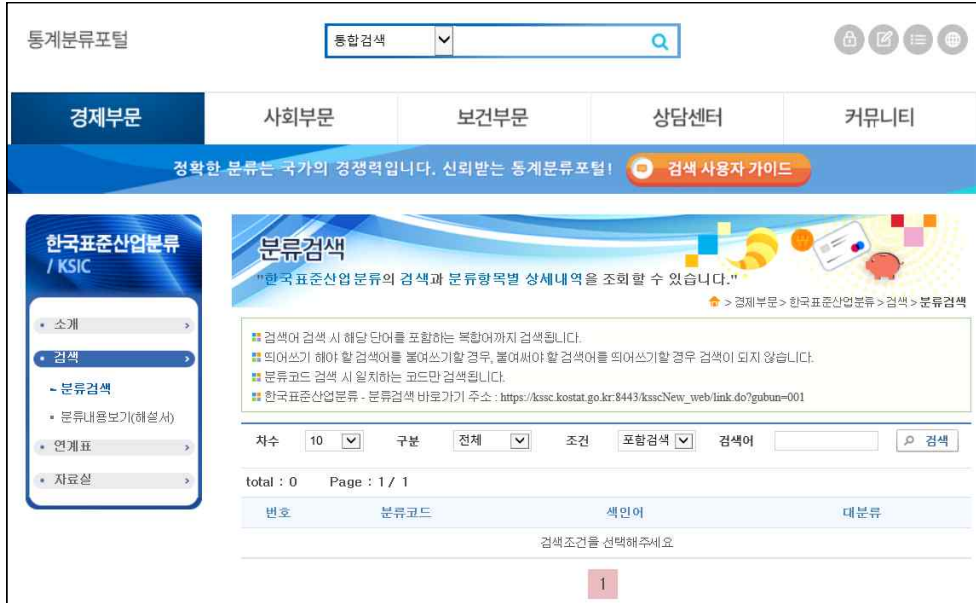 통계분류포털
통합검색
경제부문 사회부문 보건부문 상담센터 커뮤니티
정확한 분류는 국가의 경쟁력입니다. 신뢰받는 통계분류포털! 검색 사용자 가이드
한국표준산업분류
/ KSIC
소개
검색
분류검색
분류내용보기(해설서)
연계표
자료실
분류검색
"한국표준산업분류의 검색과 분류항목별 상세내역을 조회할 수 있습니다."
> 경제부문 > 한국표준산업분류 > 검색 > 분류검색
검색어 검색 시 해당 단어를 포함하는 복합어까지 검색됩니다.
띄어쓰기 해야 할 검색어를 붙여쓰기할 경우, 붙여써야 할 검색어를 띄어쓰기할 경우 검색이 되지 않습니다.
분류코드 검색 시 일치하는 코드만 검색됩니다.
한국표준산업분류 - 분류검색 바로가기 주소 : https://kssc.kostat.go.kr:8443/ksscNew_web/link.do?gubun=001
차수 10 구분 전체 조건 포함검색 검색어 검색
total : 0 Page : 1 / 1
번호 분류코드 색인어 대분류
검색조건을 선택해주세요
1